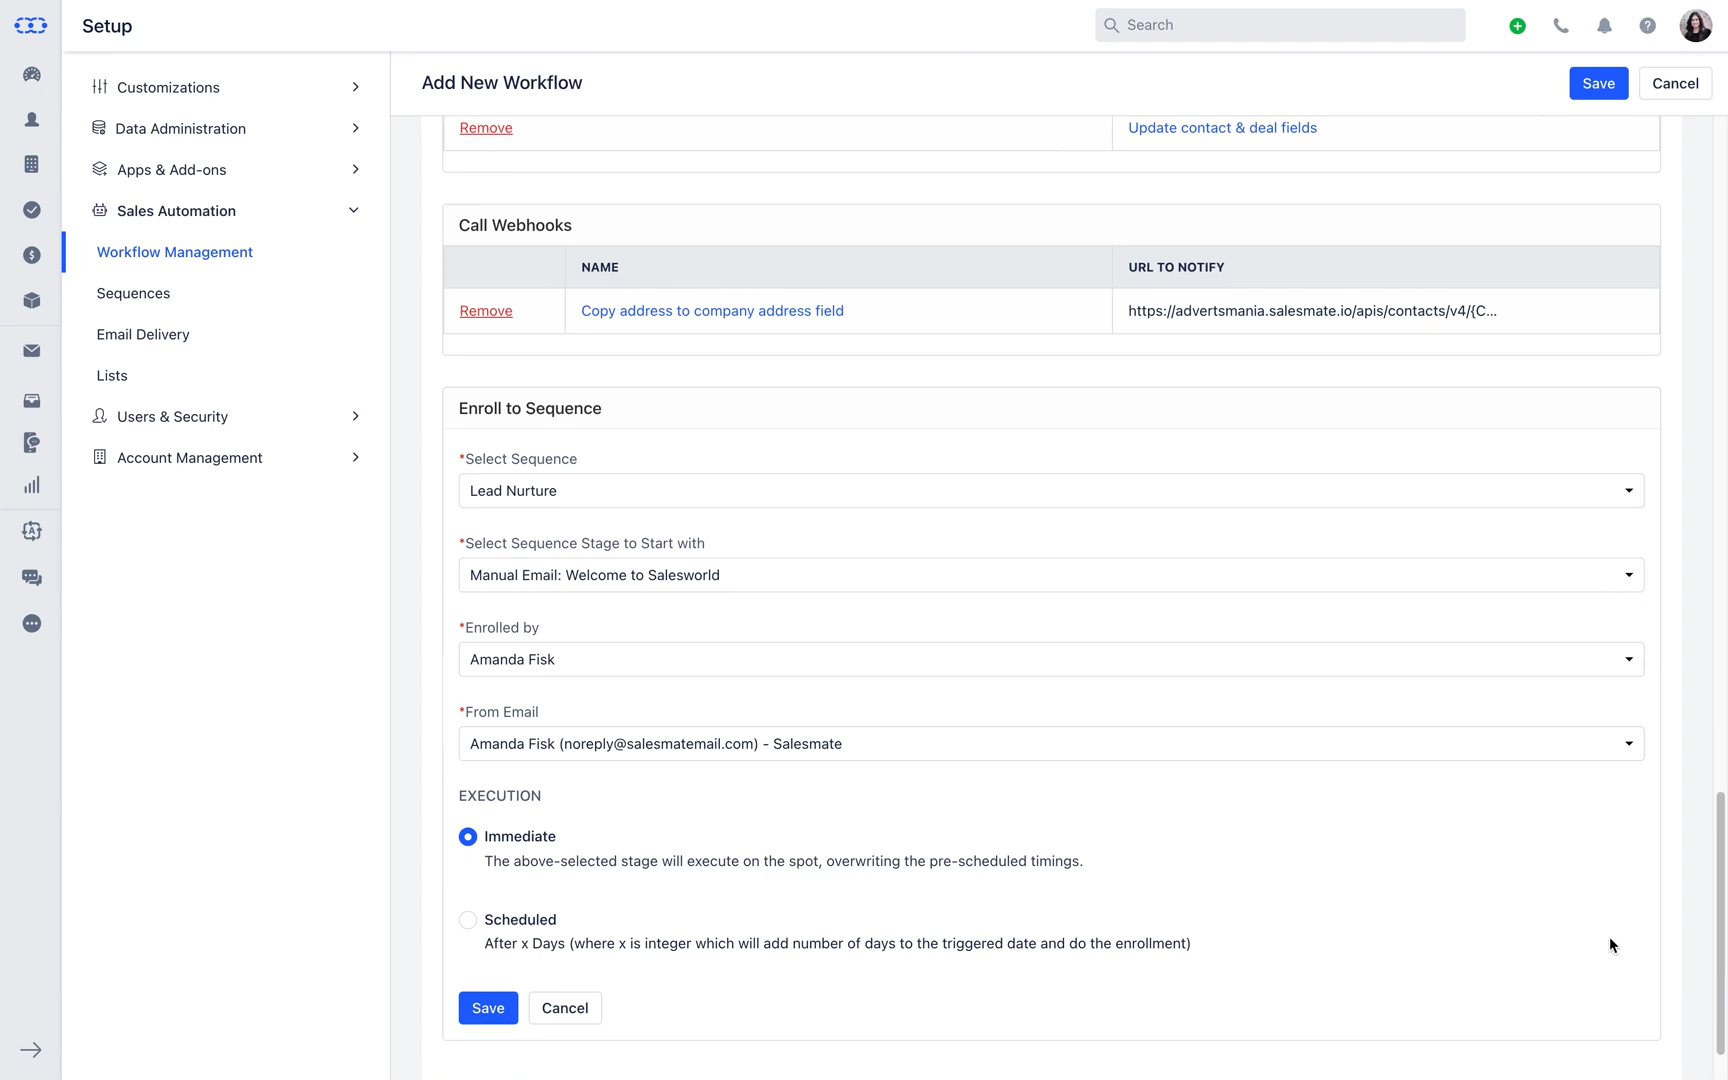 Setup
Search
Customizations
Data Administration
Apps & Add-ons
Sales Automation
Workflow Management
Sequences
Email Delivery
Lists
Users & Security
Account Management
Add New Workflow
Save
Cancel
Remove
Update contact & deal fields
Call Webhooks
NAME
URL TO NOTIFY
Remove
Copy address to company address field
https://advertsmania.salesmate.io/apis/contacts/v4/{C...
Enroll to Sequence
*Select Sequence
Lead Nurture
*Select Sequence Stage to Start with
Manual Email: Welcome to Salesworld
*Enrolled by
Amanda Fisk
*From Email
Amanda Fisk (noreply@salesmatemail.com) - Salesmate
EXECUTION
Immediate
The above-selected stage will execute on the spot, overwriting the pre-scheduled timings.
Scheduled
After x Days (where x is integer which will add number of days to the triggered date and do the enrollment)
Save
Cancel